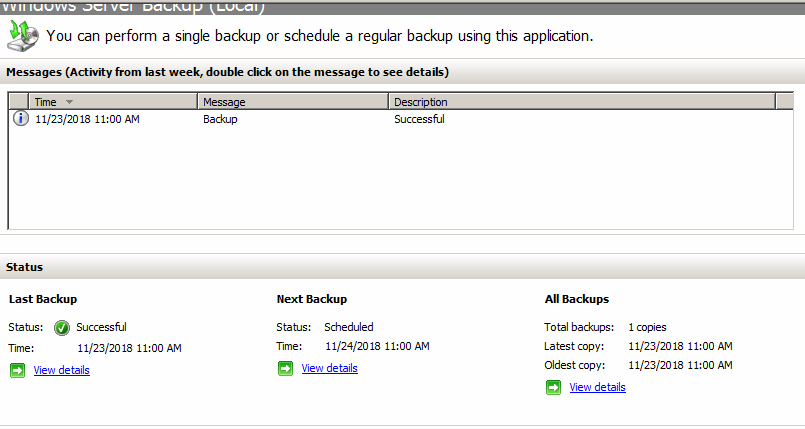 Windows Server Backup (Local)
You can perform a single backup or schedule a regular backup using this application.
Messages (Activity from last week, double click on the message to see details)
Time Message Description
11/23/2018 11:00 AM Backup Successful
Status
Last Backup Next Backup All Backups
Status: Successful Status: Scheduled Total backups: 1 copies
Time: 11/23/2018 11:00 AM Time: 11/24/2018 11:00 AM Latest copy: 11/23/2018 11:00 AM
Oldest copy: 11/23/2018 11:00 AM
View details View details View details